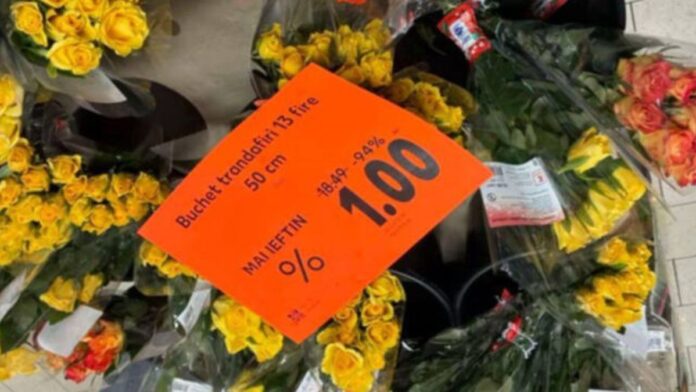 Buchet trandafiri 13 fire
50 cm
MAI IEFTIN
%
-18.49- -94%
1.00